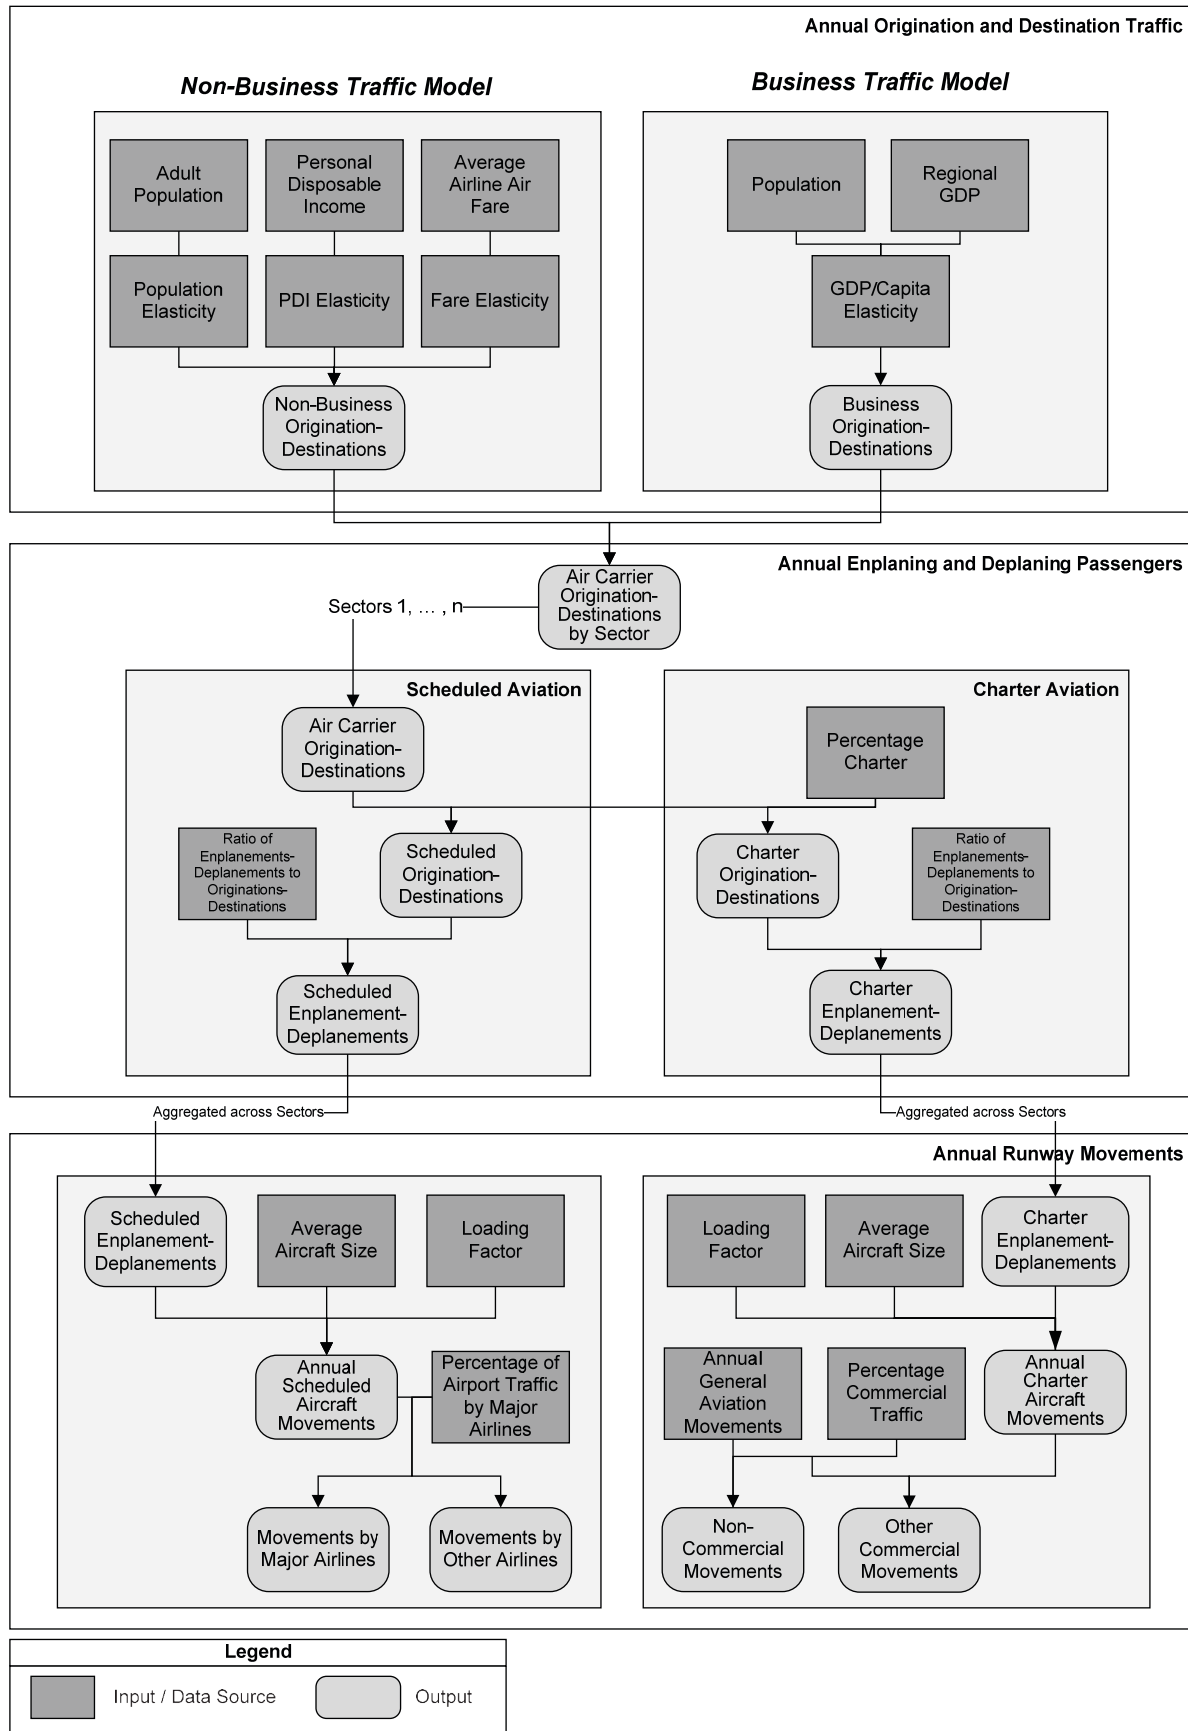 Annual Origination and Destination Traffic
Non-Business Traffic Model
Business Traffic Model
Adult
Population
Personal
Disposable
Income
Average
Airline Air
Fare
Population
Regional
GDP
Population
Elasticity
PDI Elasticity
Fare Elasticity
GDP/Capita
Elasticity
Non-Business
Origination-
Destinations
Business
Origination-
Destinations
Annual Enplaning and Deplaning Passengers
Air Carrier
Origination-
Destinations
by Sector
Sectors 1, ... , n
Scheduled Aviation
Charter Aviation
Air Carrier
Origination-
Destinations
Percentage
Charter
Ratio of
Enplanements-
Deplanements to
Originations-
Destinations
Scheduled
Origination-
Destinations
Charter
Origination-
Destinations
Ratio of
Enplanements-
Deplanements to
Origination-
Destinations
Scheduled
Enplanement-
Deplanements
Charter
Enplanement-
Deplanements
Aggregated across Sectors
Aggregated across Sectors
Annual Runway Movements
Scheduled
Enplanement-
Deplanements
Average
Aircraft Size
Loading
Factor
Loading
Factor
Average
Aircraft Size
Charter
Enplanement-
Deplanements
Annual
Scheduled
Aircraft
Movements
Percentage of
Airport Traffic
by Major
Airlines
Annual
General
Aviation
Movements
Percentage
Commercial
Traffic
Annual
Charter
Aircraft
Movements
Movements by
Major Airlines
Movements by
Other Airlines
Non-
Commercial
Movements
Other
Commercial
Movements
Legend
Input / Data Source
Output